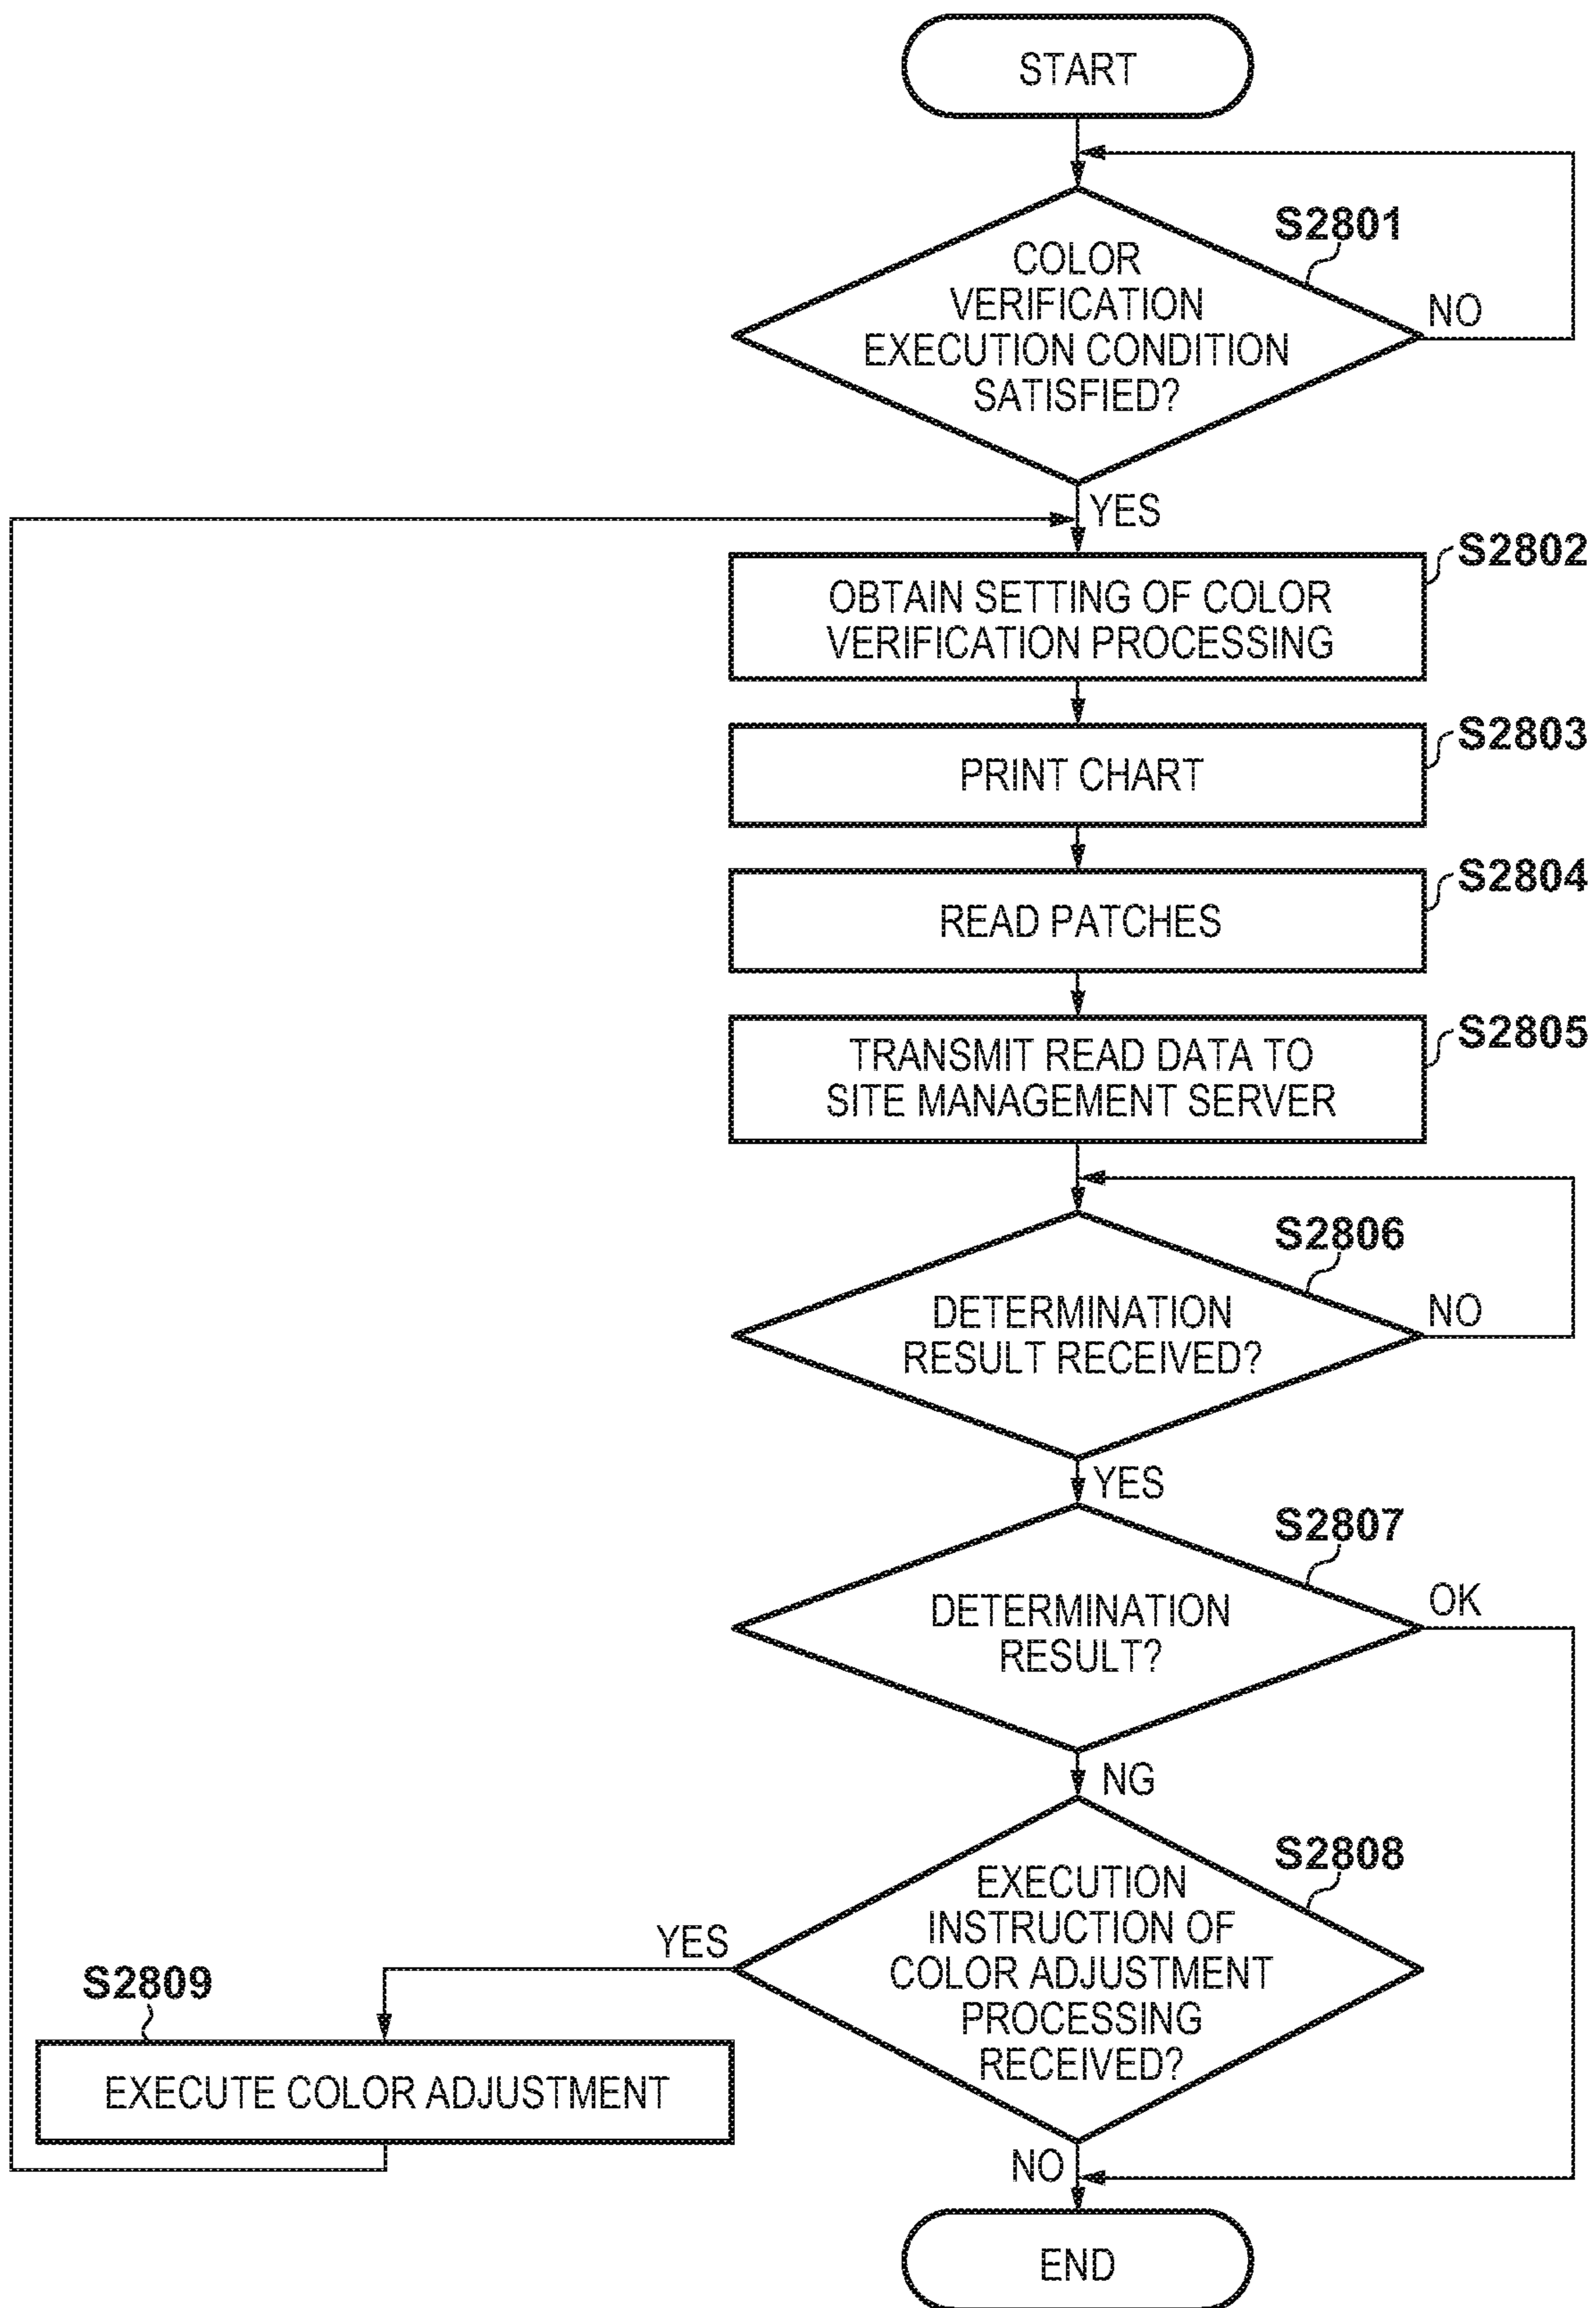 START
S2801
COLOR
VERIFICATION
EXECUTION CONDITION
SATISFIED?
NO
YES
S2802
OBTAIN SETTING OF COLOR
VERIFICATION PROCESSING
S2803
PRINT CHART
S2804
READ PATCHES
S2805
TRANSMIT READ DATA TO
SITE MANAGEMENT SERVER
S2806
DETERMINATION
RESULT RECEIVED?
NO
YES
S2807
DETERMINATION
RESULT?
OK
NG
S2808
EXECUTION
INSTRUCTION OF
COLOR ADJUSTMENT
PROCESSING
RECEIVED?
YES
S2809
EXECUTE COLOR ADJUSTMENT
NO
END